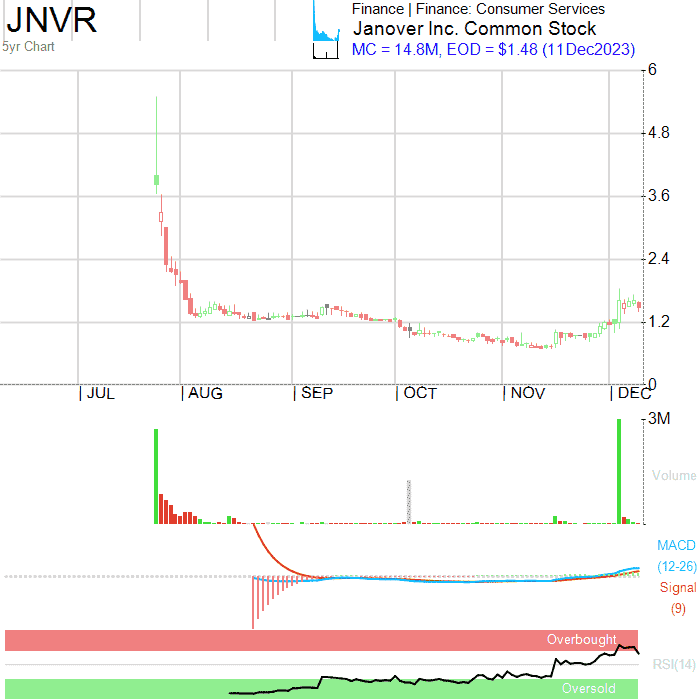 JNVR
5yr Chart
Finance | Finance: Consumer Services
Janover Inc. Common Stock
MC = 14.8M, EOD = $1.48 (11Dec2023)
6
4.8
3.6
2.4
1.2
0
| JUL | AUG | SEP | OCT | NOV | DEC
3M
Volume
MACD
(12-26)
Signal
(9)
Overbought
RSI(14)
Oversold